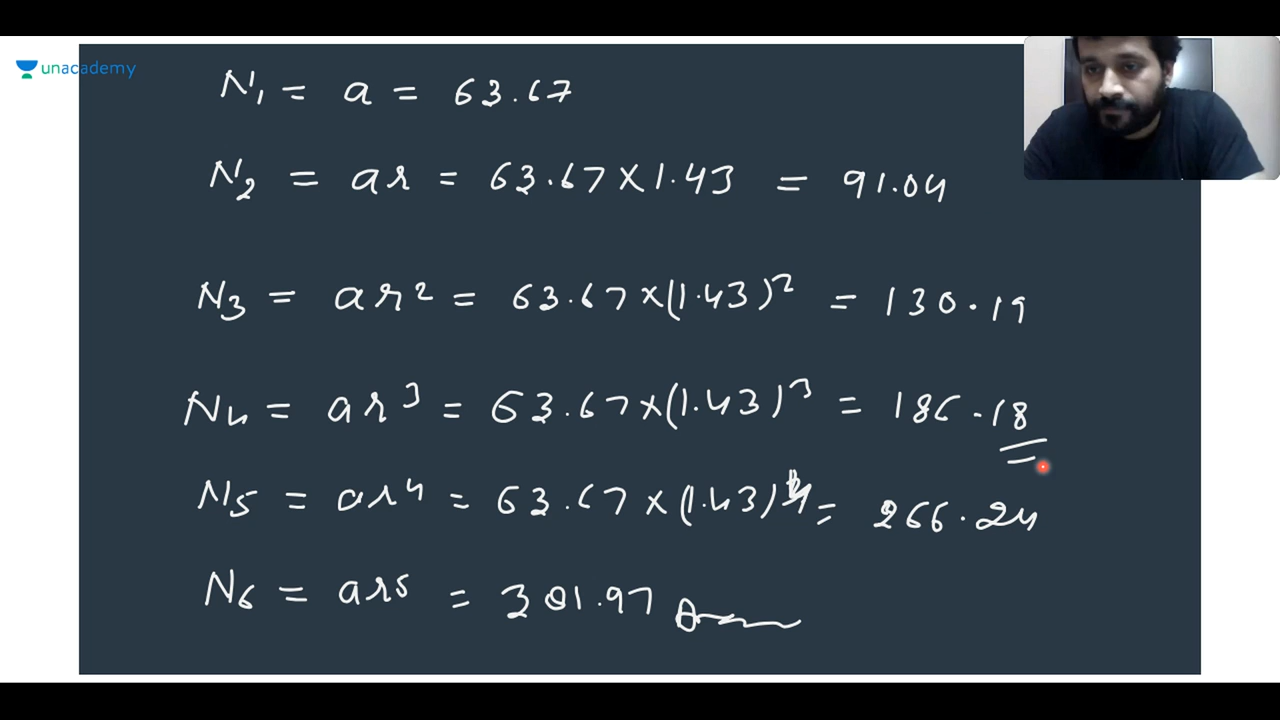 unacademy
N₁ = a = 63.67
N₂ = ar = 63.67 × 1.43 = 91.04
N₃ = ar² = 63.67 × (1.43)² = 130.19
N₄ = ar³ = 63.67 × (1.43)³ = 186.18
N₅ = ar⁴ = 63.67 × (1.43)⁴ = 266.24
N₆ = ar⁵ = 381.97